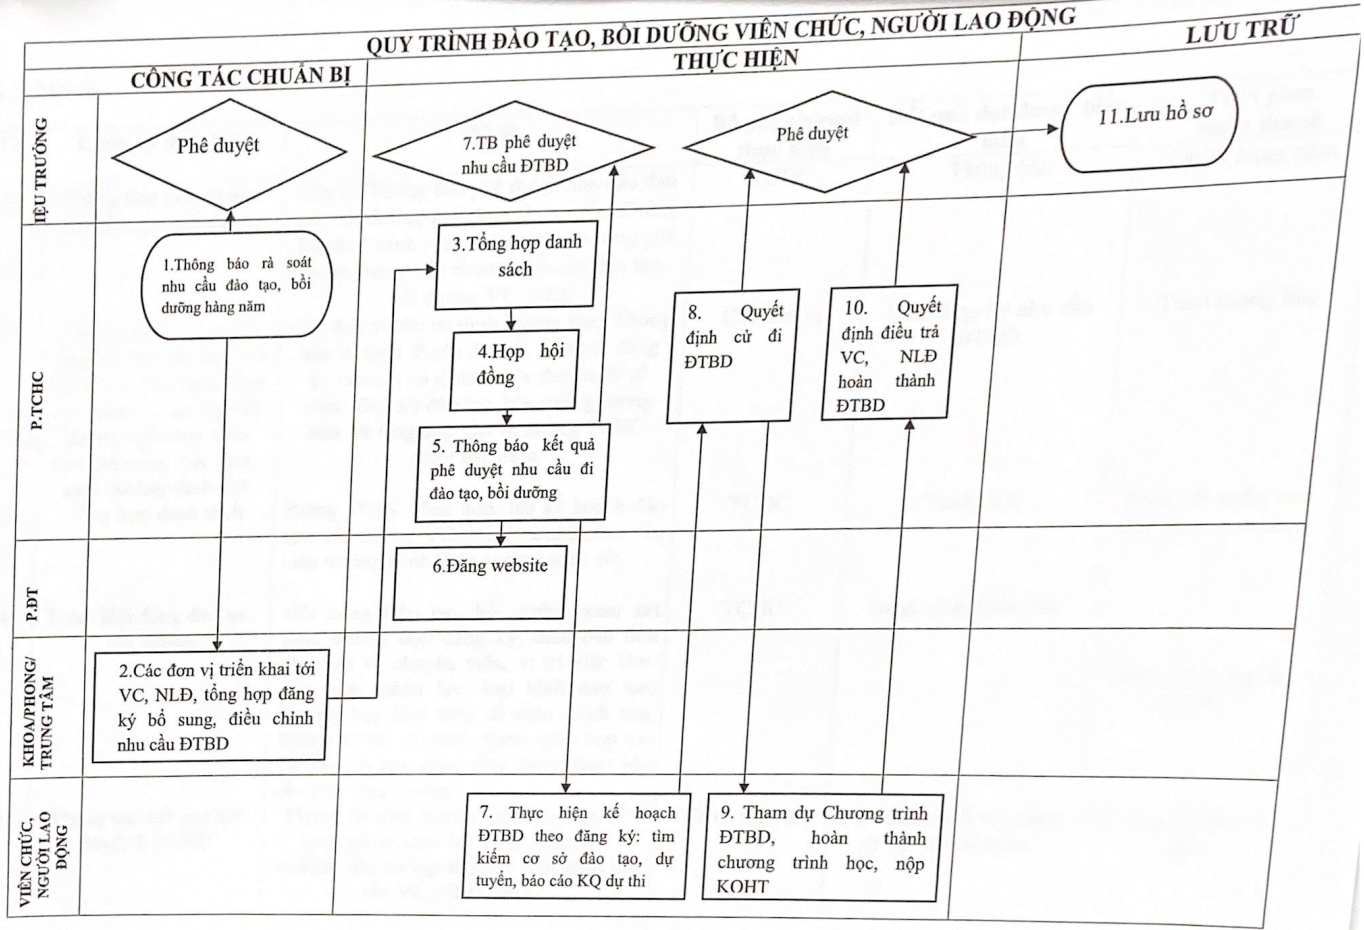 QUY TRÌNH ĐÀO TẠO, BỒI DƯỠNG VIÊN CHỨC, NGƯỜI LAO ĐỘNG
CÔNG TÁC CHUẨN BỊ
THỰC HIỆN
LƯU TRỮ
HIỆU TRƯỞNG
Phê duyệt
7.TB phê duyệt
nhu cầu ĐTBD
Phê duyệt
11.Lưu hồ sơ
P.TCHC
1.Thông báo rà soát
nhu cầu đào tạo, bồi
dưỡng hàng năm
3.Tổng hợp danh
sách
4.Họp hội
đồng
5. Thông báo kết quả
phê duyệt nhu cầu đi
đào tạo, bồi dưỡng
8. Quyết
định cử đi
ĐTBD
10. Quyết
định điều trả
VC, NLĐ
hoàn thành
ĐTBD
P.ĐT
6.Đăng website
KHOA/PHONG/
TRUNG TÂM
2.Các đơn vị triển khai tới
VC, NLĐ, tổng hợp đăng
ký bổ sung, điều chỉnh
nhu cầu ĐTBD
VIÊN CHỨC,
NGƯỜI LAO
ĐỘNG
7. Thực hiện kế hoạch
ĐTBD theo đăng ký: tìm
kiếm cơ sở đào tạo, dự
tuyển, báo cáo KQ dự thi
9. Tham dự Chương trình
ĐTBD, hoàn thành
chương trình học, nộp
KQHT